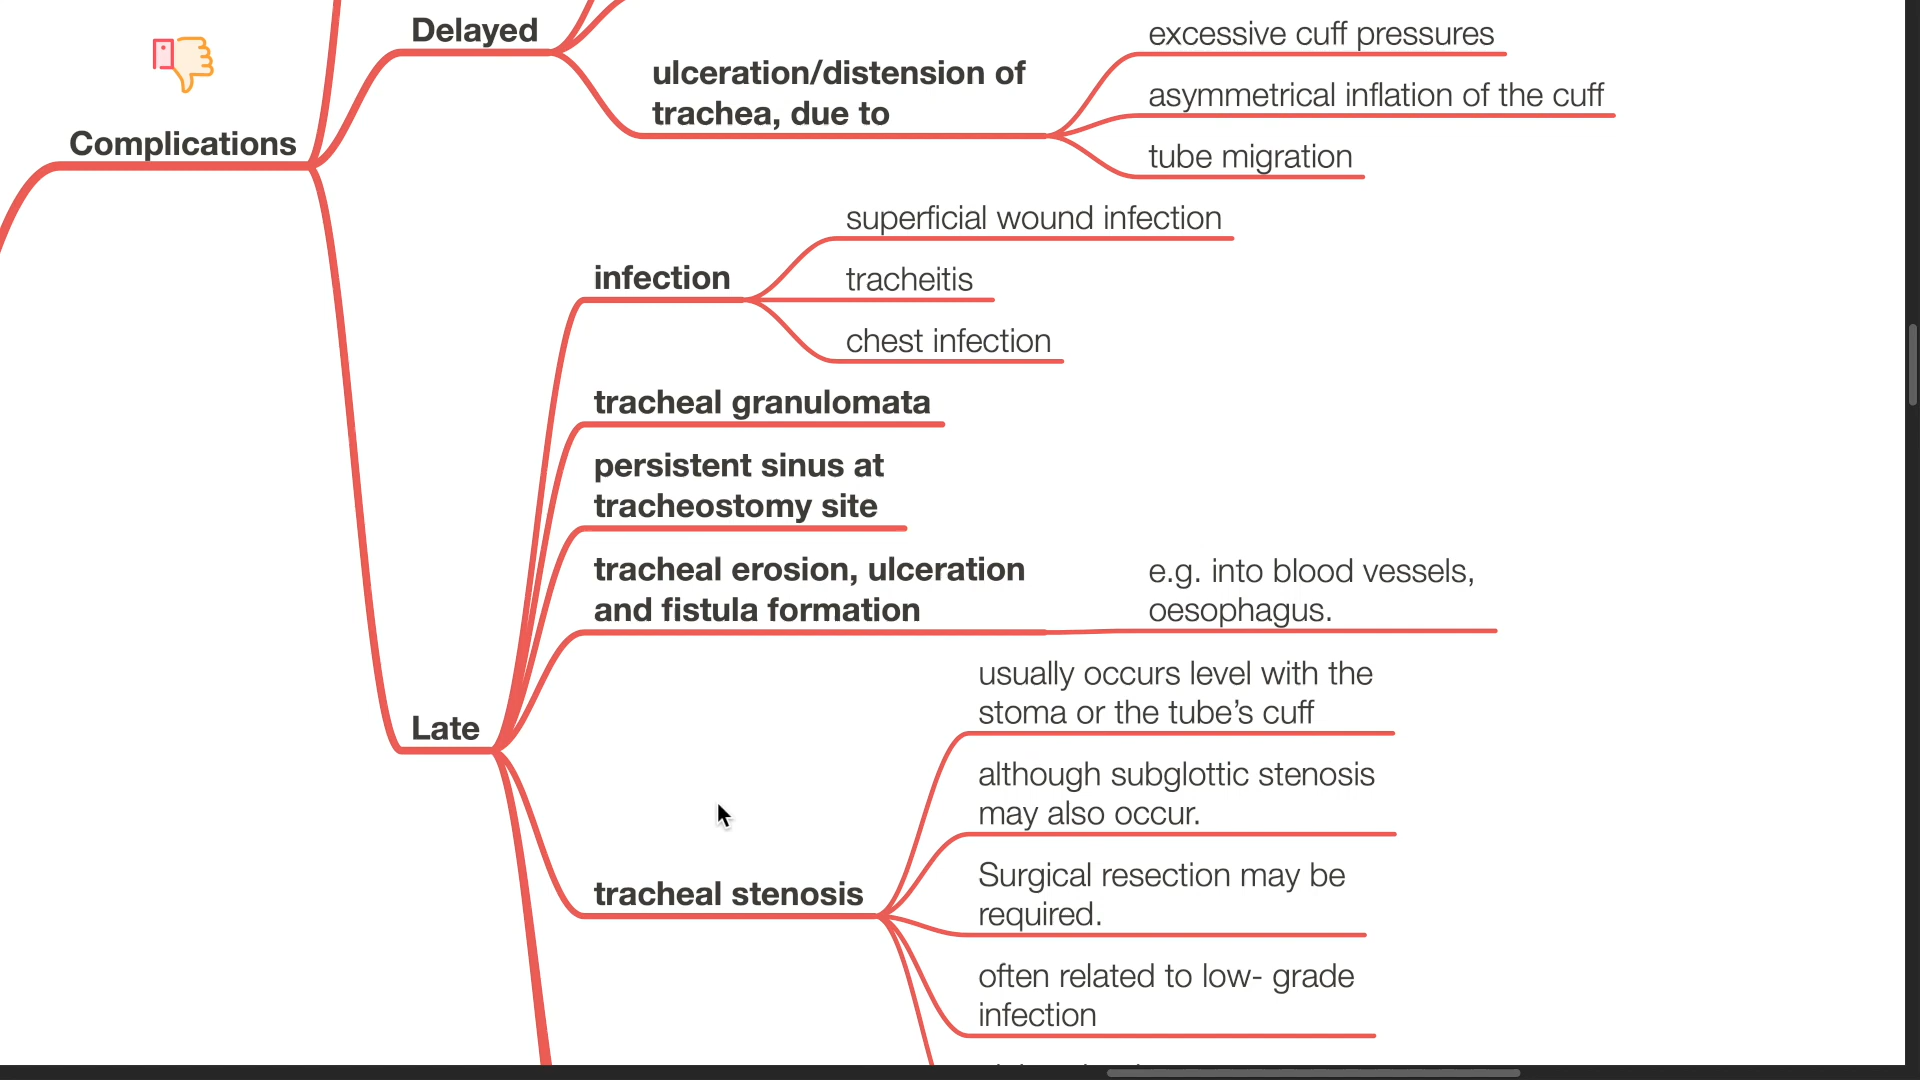 Complications
Delayed
ulceration/distension of
trachea, due to
excessive cuff pressures
asymmetrical inflation of the cuff
tube migration
Late
infection
superficial wound infection
tracheitis
chest infection
tracheal granulomata
persistent sinus at
tracheostomy site
tracheal erosion, ulceration
and fistula formation
e.g. into blood vessels,
oesophagus.
tracheal stenosis
usually occurs level with the
stoma or the tube’s cuff
although subglottic stenosis
may also occur.
Surgical resection may be
required.
often related to low- grade
infection